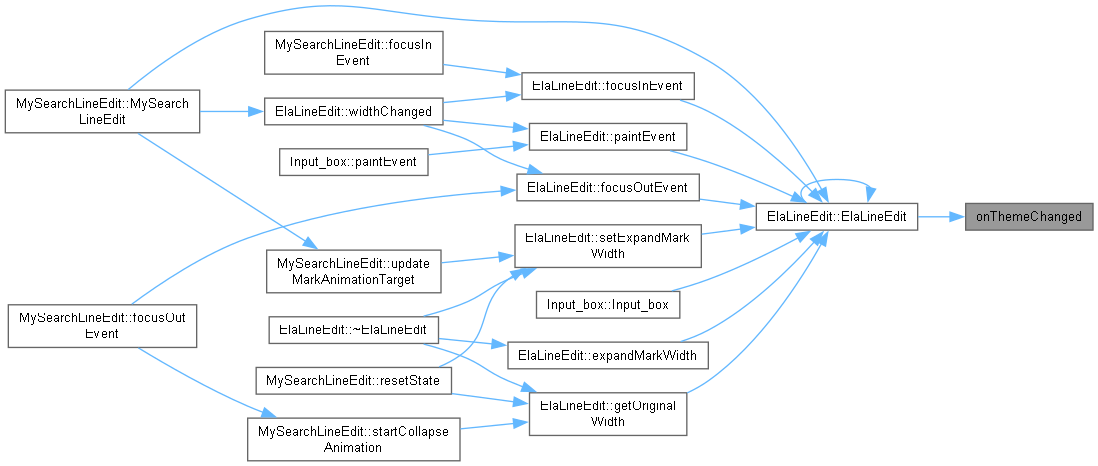 MySearchLineEdit::MySearch
LineEdit
MySearchLineEdit::focusOut
Event
MySearchLineEdit::focusIn
Event
ElaLineEdit::widthChanged
Input_box::paintEvent
MySearchLineEdit::update
MarkAnimationTarget
ElaLineEdit::~ElaLineEdit
MySearchLineEdit::resetState
MySearchLineEdit::startCollapse
Animation
ElaLineEdit::focusInEvent
ElaLineEdit::paintEvent
ElaLineEdit::focusOutEvent
ElaLineEdit::setExpandMark
Width
Input_box::Input_box
ElaLineEdit::expandMarkWidth
ElaLineEdit::getOriginal
Width
ElaLineEdit::ElaLineEdit
onThemeChanged